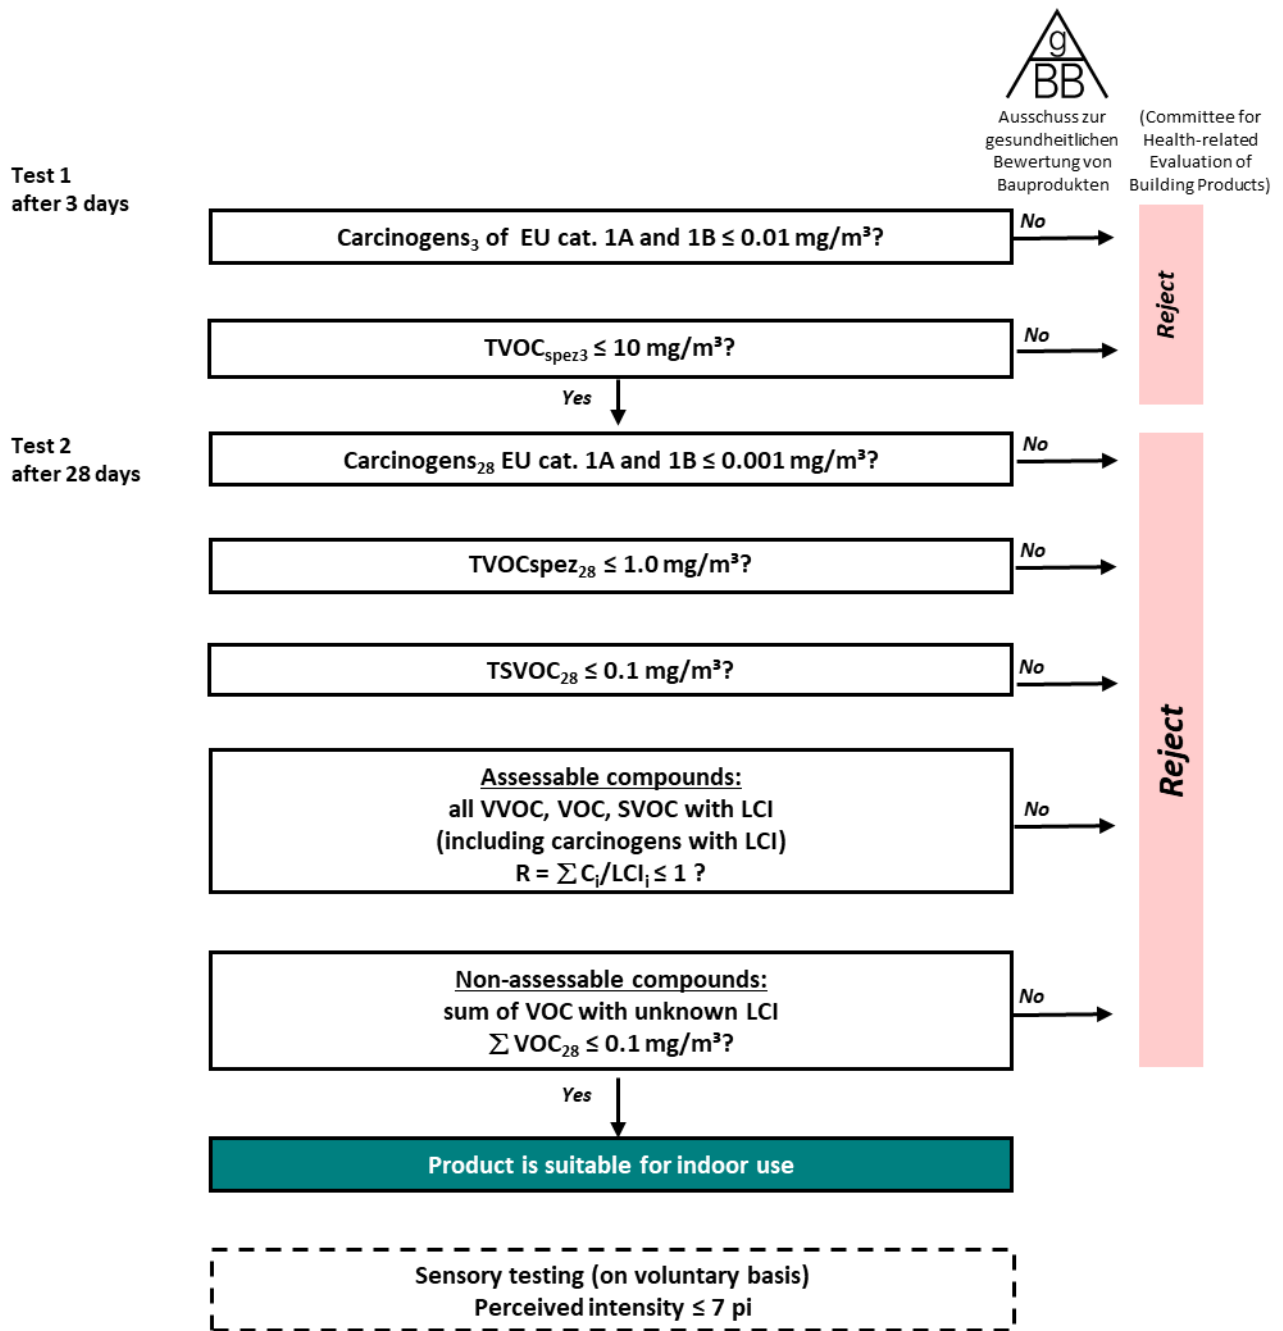 g
BB
Ausschuss zur
gesundheitlichen
Bewertung von
Bauprodukten
(Committee for
Health-related
Evaluation of
Building Products)
Test 1
after 3 days
Carcinogens₃ of EU cat. 1A and 1B ≤ 0.01 mg/m³?
No
Reject
TVOCspez3 ≤ 10 mg/m³?
No
Yes
Test 2
after 28 days
Carcinogens₂₈ EU cat. 1A and 1B ≤ 0.001 mg/m³?
No
TVOCspez₂₈ ≤ 1.0 mg/m³?
No
TSVOC₂₈ ≤ 0.1 mg/m³?
No
Reject
Assessable compounds:
all VVOC, VOC, SVOC with LCI
(including carcinogens with LCI)
R = ∑ Cᵢ/LCIᵢ ≤ 1 ?
No
Non-assessable compounds:
sum of VOC with unknown LCI
∑ VOC₂₈ ≤ 0.1 mg/m³?
No
Yes
Product is suitable for indoor use
Sensory testing (on voluntary basis)
Perceived intensity ≤ 7 pi